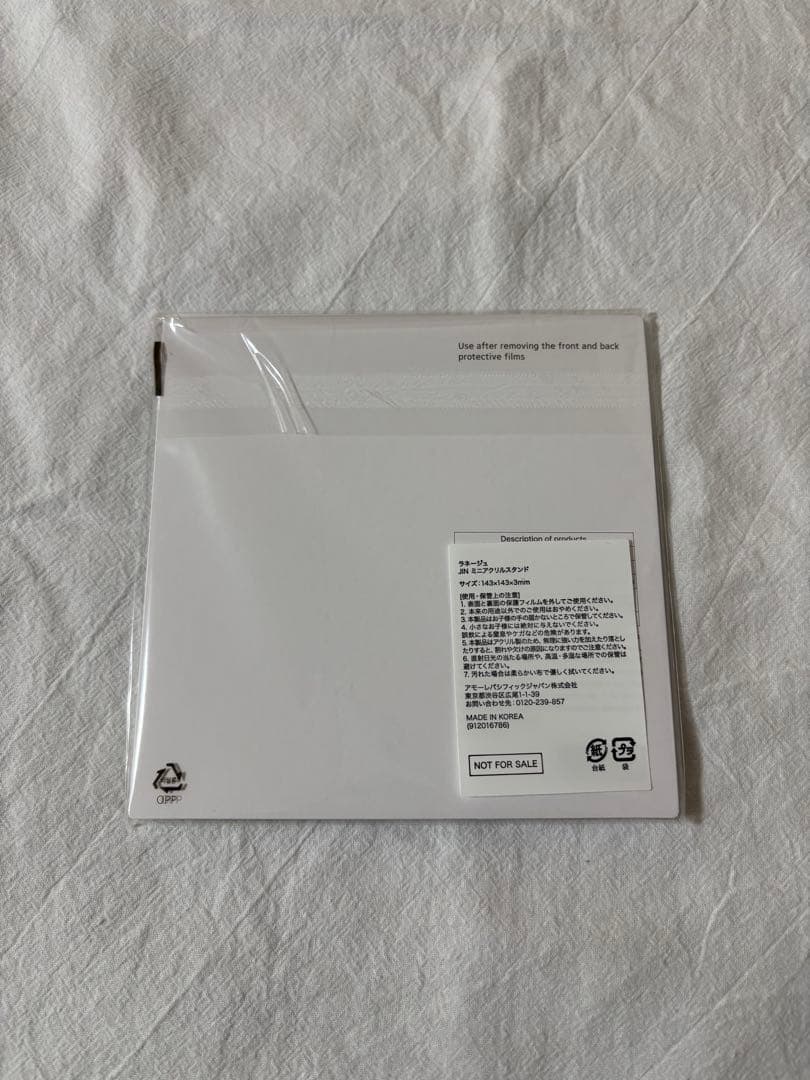 Use after removing the front and back
protective films
Description of products
ラネージュ
JIN ミニアクリルスタンド
サイズ:143×143×3mm
[使用・保管上の注意]
1. 表面と裏面の保護フィルムを外してご使用ください。
2. 本来の用途以外でのご使用はおやめください。
3. 本製品はお子様の手の届かないところで保管してください。
4. 小さなお子様には絶対に与えないでください。
誤飲による窒息やケガなどの危険があります。
5. 本製品はアクリル製のため、無理に強い力を加えたり落とし
たりすると、割れや欠けの原因になりますのでご注意ください。
6. 直射日光の当たる場所や、高温・多湿な場所での保管は
避けてください。
7. 汚れた場合は柔らかい布で優しく拭いてください。
アモーレパシフィックジャパン株式会社
東京都渋谷区広尾1-1-39
お問い合わせ先:0120-239-857
MADE IN KOREA
(912016786)
NOT FOR SALE
紙 プラ
台紙 袋